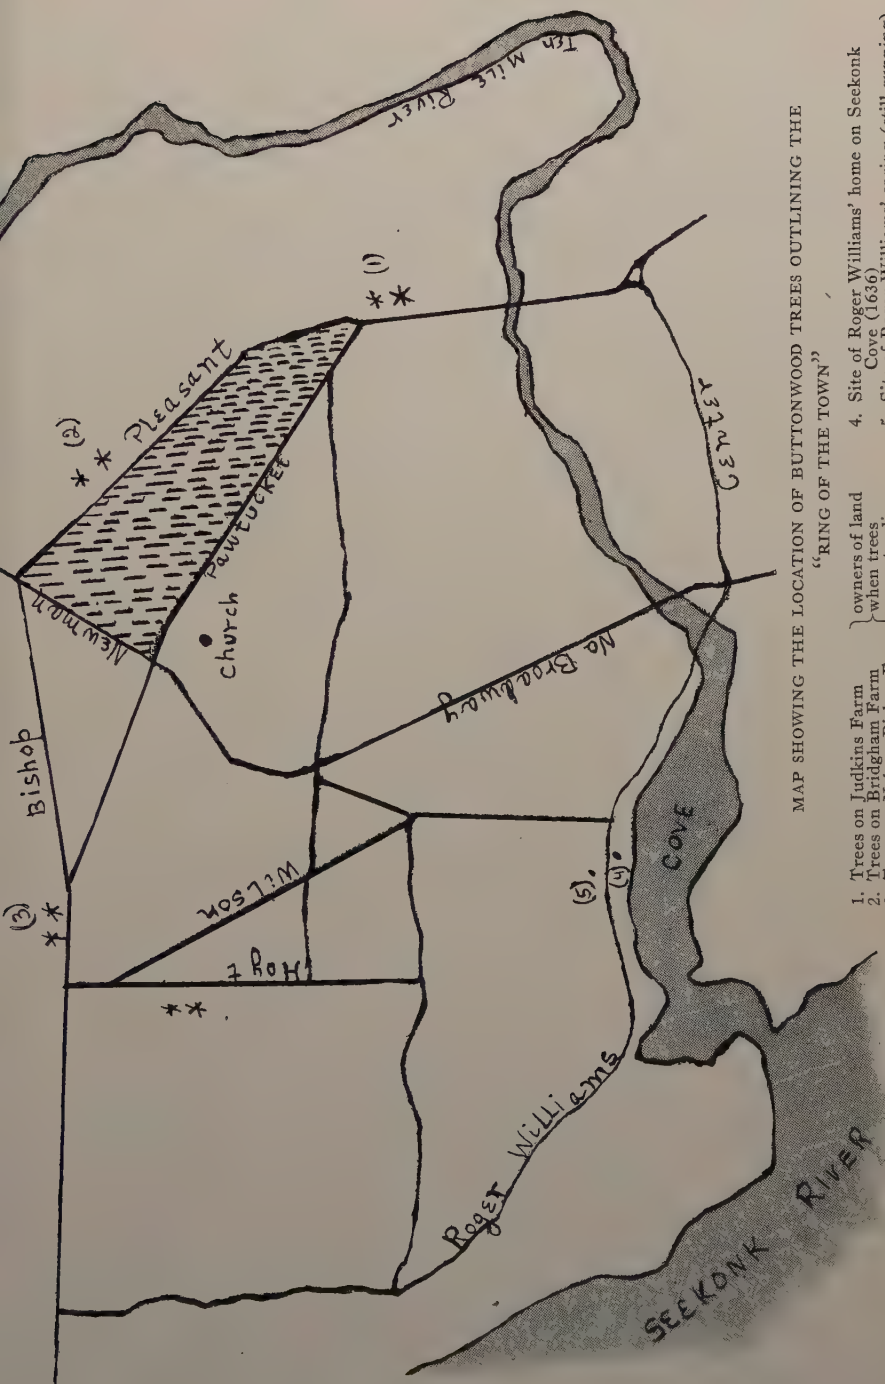 Ten Mile River
(1)
(2)
Pleasant
Pawtucket
Newman
Church
Bishop
No Broadway
Center
(3)
Wilson
Hoyt
(5)
(4)
COVE
Roger Williams
SEEKONK RIVER
MAP SHOWING THE LOCATION OF BUTTONWOOD TREES OUTLINING THE
“RING OF THE TOWN”
1. Trees on Judkins Farm
2. Trees on Bridgham Farm
owners of land
when trees
4. Site of Roger Williams' home on Seekonk
Cove (1636)